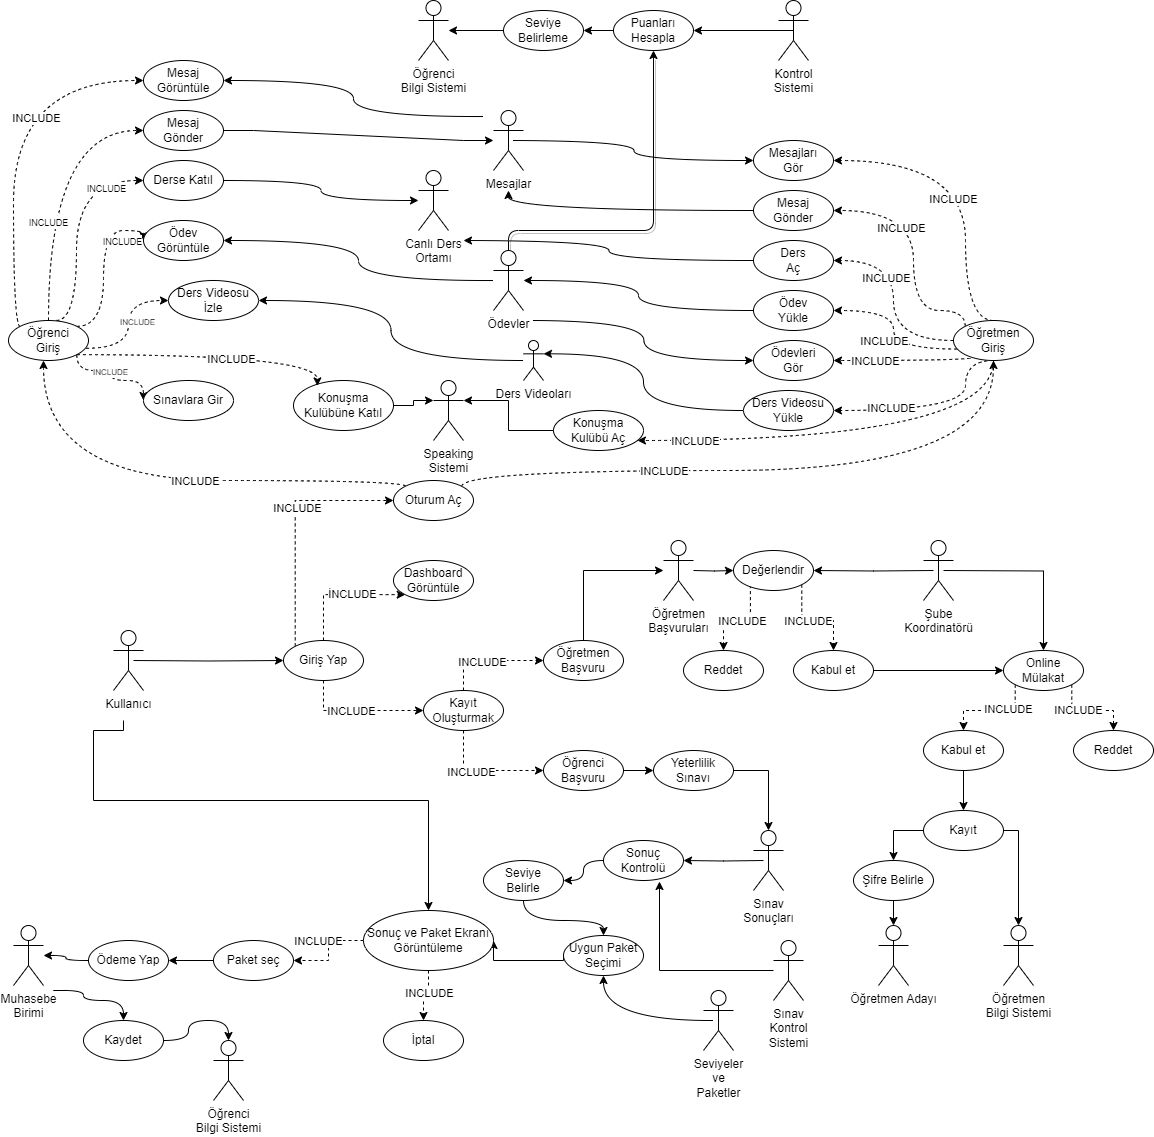 Seviye
Belirleme
Puanları
Hesapla
Öğrenci
Bilgi Sistemi
Kontrol
Sistemi
Mesaj
Görüntüle
INCLUDE
Mesaj
Gönder
Mesajlar
Mesajları
Gör
INCLUDE
Derse Katıl
INCLUDE
Mesaj
Gönder
INCLUDE
INCLUDE
Ödev
Görüntüle
INCLUDE
Canlı Ders
Ortamı
Ders
Aç
INCLUDE
Ders Videosu
İzle
INCLUDE
Ödevler
Ödev
Yükle
INCLUDE
Öğrenci
Giriş
Öğretmen
Giriş
INCLUDE
Ödevleri
Gör
INCLUDE
INCLUDE
Sınavlara Gir
Konuşma
Kulübüne Katıl
Ders Videoları
Ders Videosu
Yükle
INCLUDE
Konuşma
Kulübü Aç
INCLUDE
Speaking
Sistemi
INCLUDE
INCLUDE
Oturum Aç
INCLUDE
Dashboard
Görüntüle
INCLUDE
Değerlendir
Öğretmen
Başvuruları
Şube
Koordinatörü
INCLUDE
INCLUDE
Giriş Yap
Kullanıcı
INCLUDE
Öğretmen
Başvuru
Reddet
Kabul et
Online
Mülakat
INCLUDE
Kayıt
Oluşturmak
INCLUDE
INCLUDE
Kabul et
Reddet
INCLUDE
Öğrenci
Başvuru
Yeterlilik
Sınavı
Kayıt
Sonuç
Kontrolü
Seviye
Belirle
Şifre Belirle
Sınav
Sonuçları
Sonuç ve Paket Ekranı
Görüntüleme
INCLUDE
Uygun Paket
Seçimi
Ödeme Yap
Paket seç
Muhasebe
Birimi
INCLUDE
Öğretmen Adayı
Öğretmen
Bilgi Sistemi
Sınav
Kontrol
Sistemi
Kaydet
İptal
Seviyeler
ve
Paketler
Öğrenci
Bilgi Sistemi